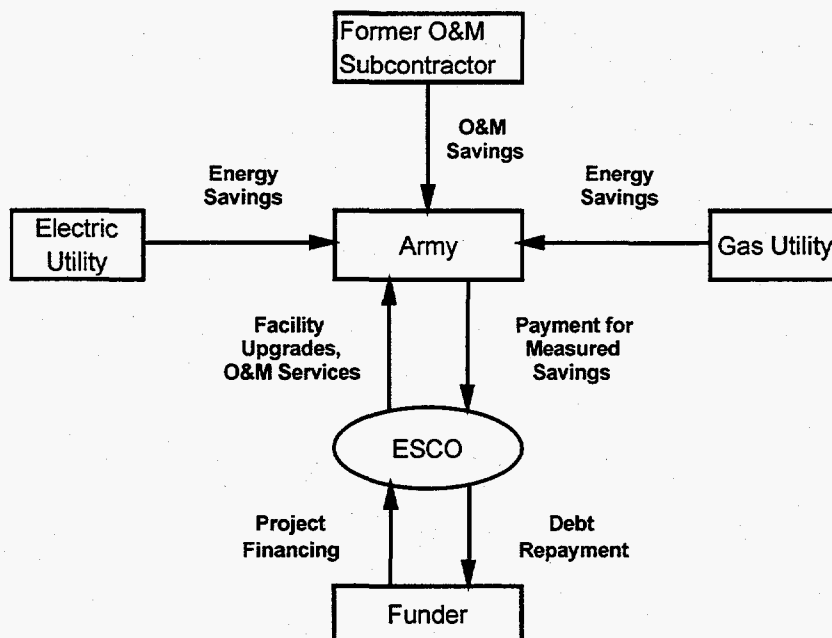 Former O&M
Subcontractor
O&M
Savings
Energy
Savings
Energy
Savings
Electric
Utility
Army
Gas Utility
Facility
Upgrades,
O&M Services
Payment for
Measured
Savings
ESCO
Project
Financing
Debt
Repayment
Funder